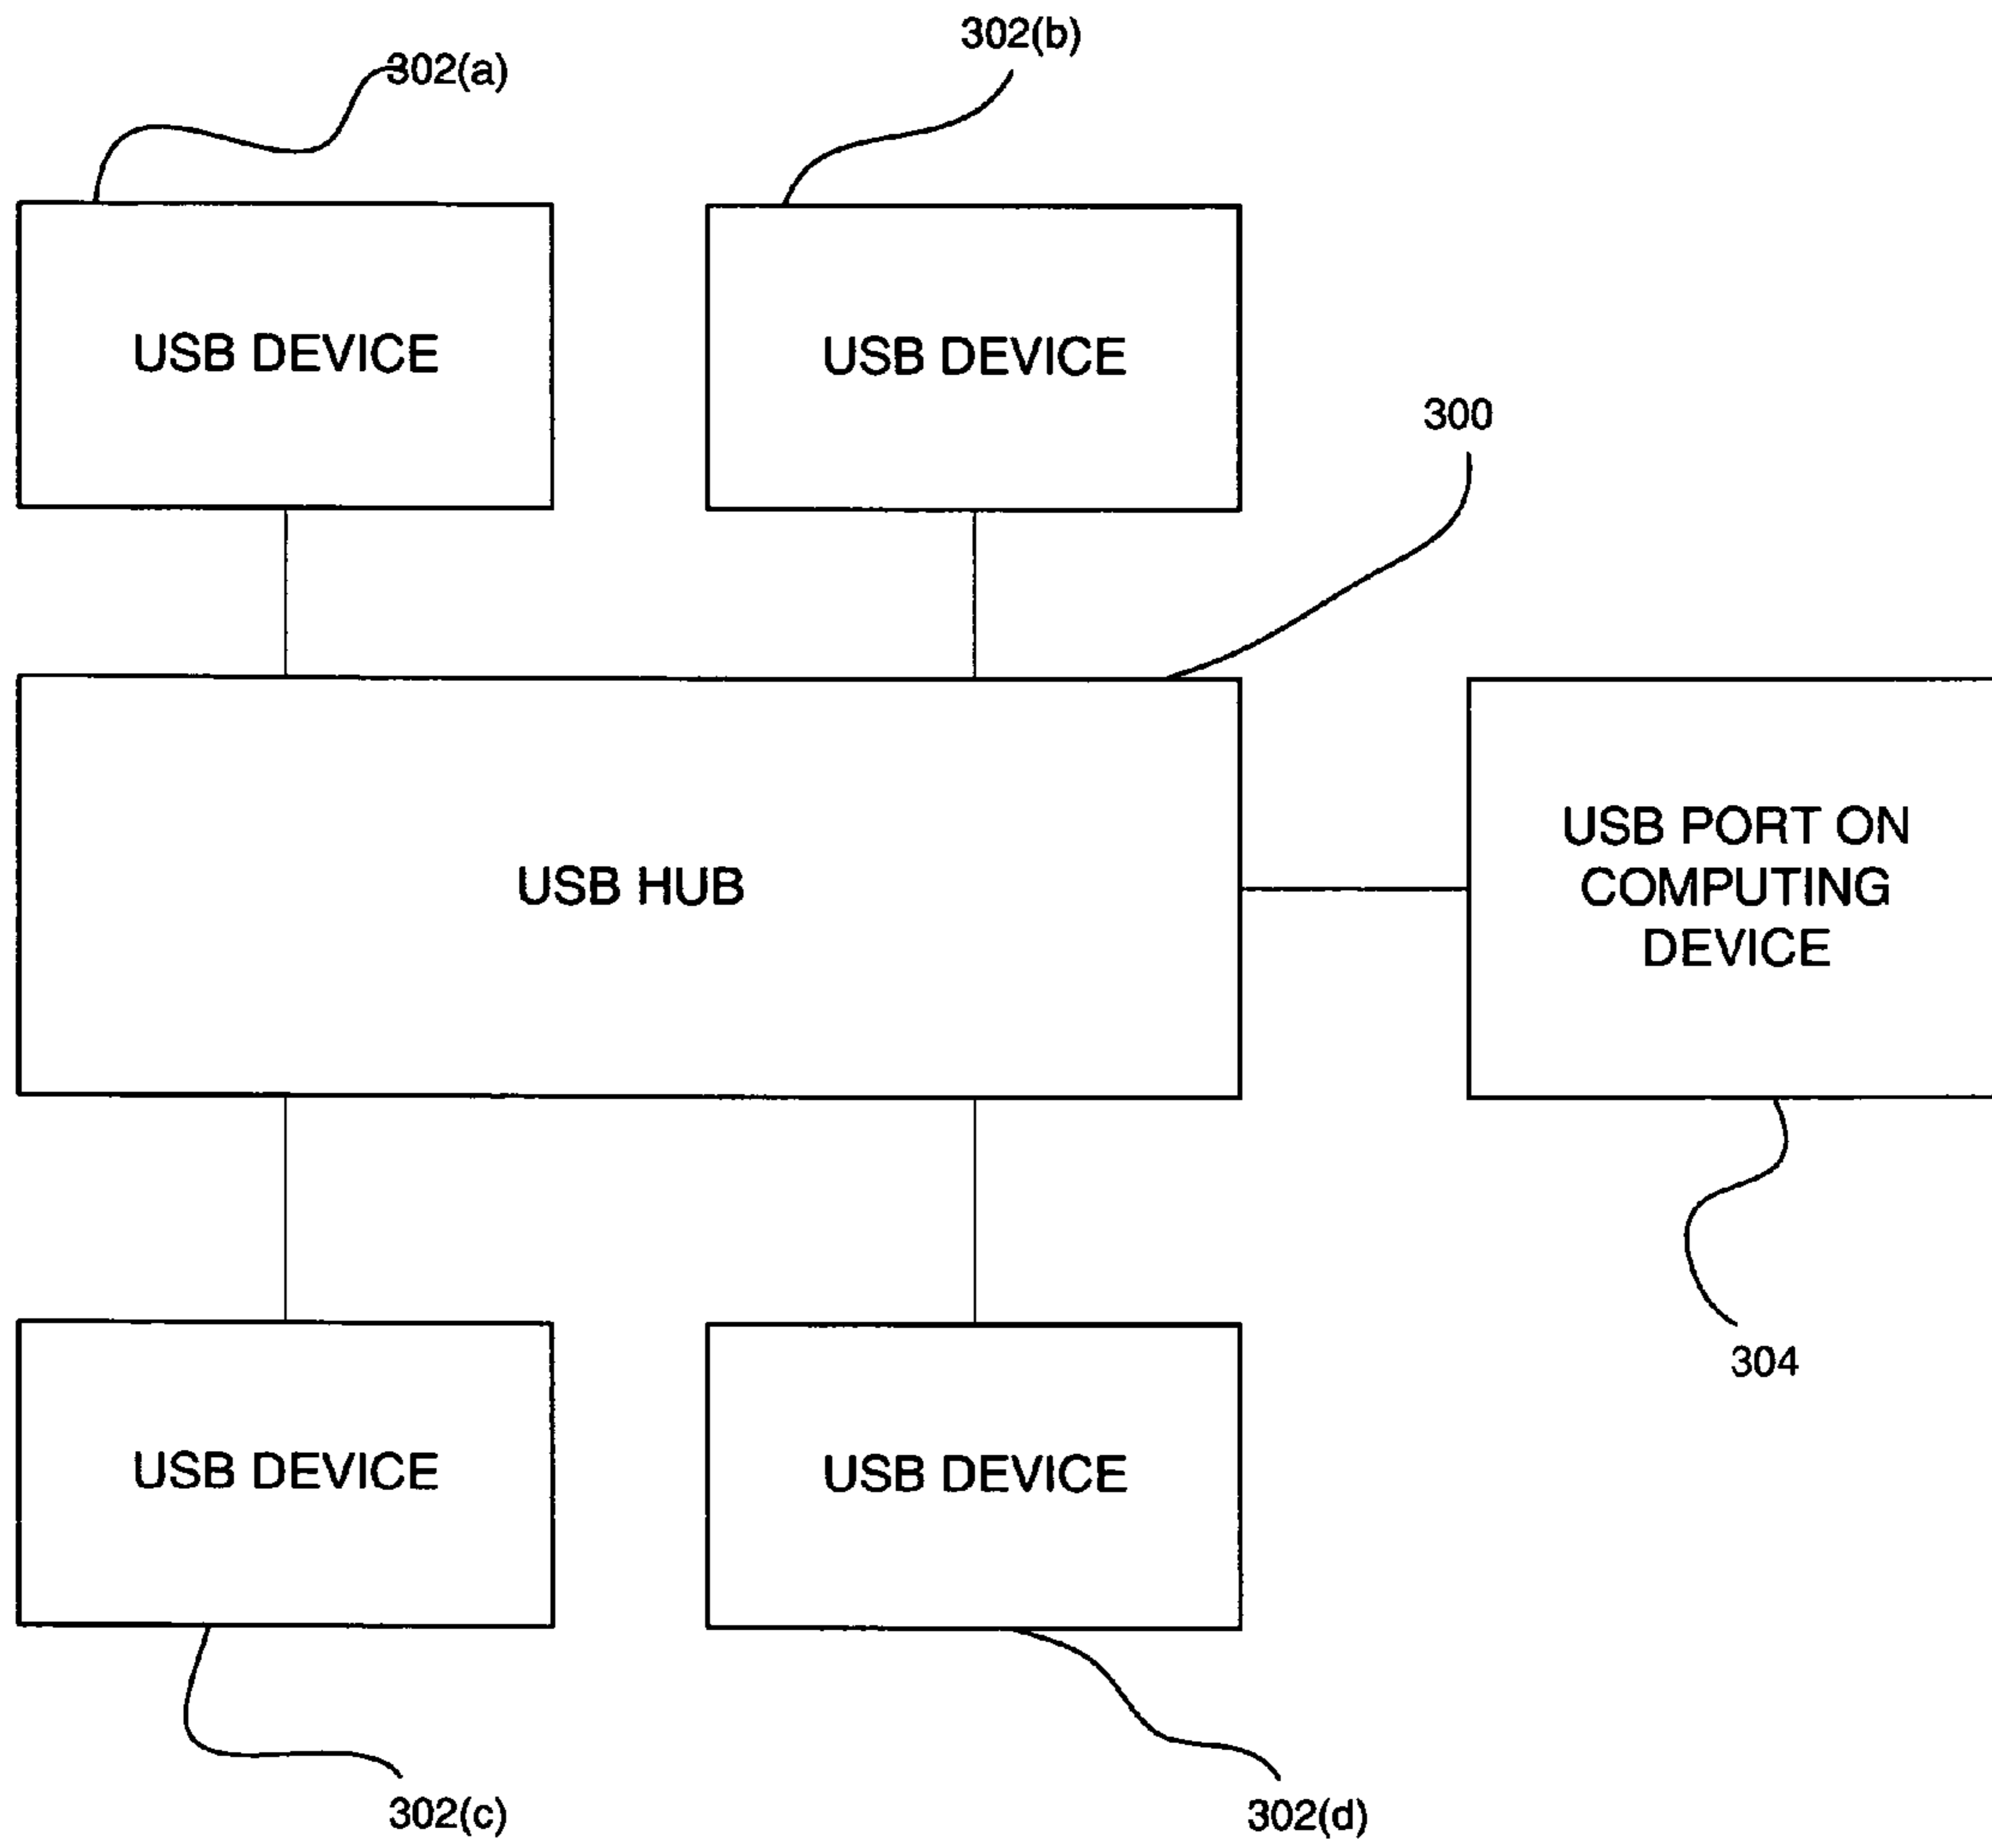 302(a)
302(b)
USB DEVICE
USB DEVICE
300
USB HUB
USB PORT ON
COMPUTING
DEVICE
304
USB DEVICE
USB DEVICE
302(c)
302(d)